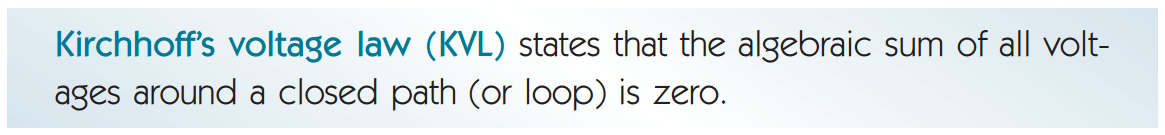 Kirchhoff's voltage law (KVL) states that the algebraic sum of all volt-
ages around a closed path (or loop) is zero.